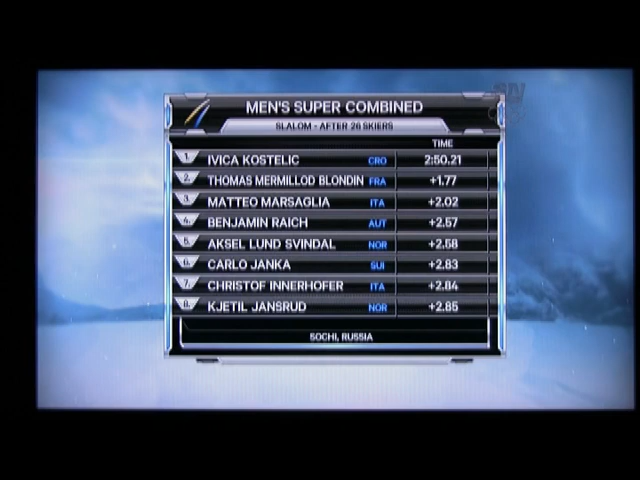 MEN'S SUPER COMBINED
SLALOM - AFTER 26 SKIERS
TIME
1. IVICA KOSTELIC CRO 2:50.21
2. THOMAS MERMILLOD BLONDIN FRA +1.77
3. MATTEO MARSAGLIA ITA +2.02
4. BENJAMIN RAICH AUT +2.57
5. AKSEL LUND SVINDAL NOR +2.58
6. CARLO JANKA SUI +2.83
7. CHRISTOF INNERHOFER ITA +2.84
8. KJETIL JANSRUD NOR +2.85
SOCHI, RUSSIA